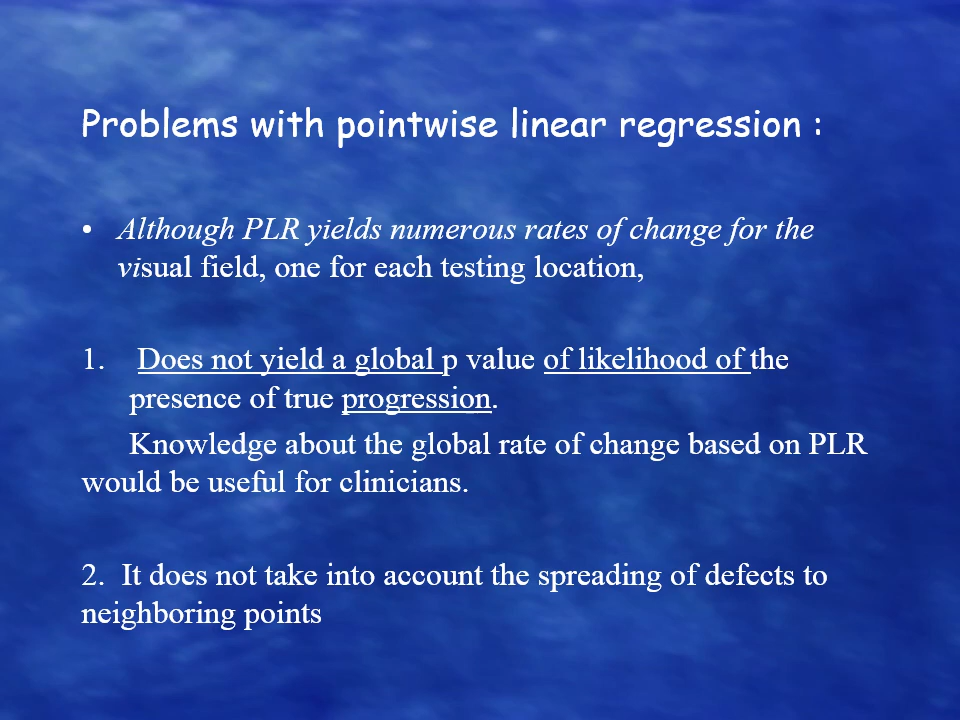 Problems with pointwise linear regression :
• Although PLR yields numerous rates of change for the
visual field, one for each testing location,
1. Does not yield a global p value of likelihood of the
presence of true progression.
Knowledge about the global rate of change based on PLR
would be useful for clinicians.
2. It does not take into account the spreading of defects to
neighboring points